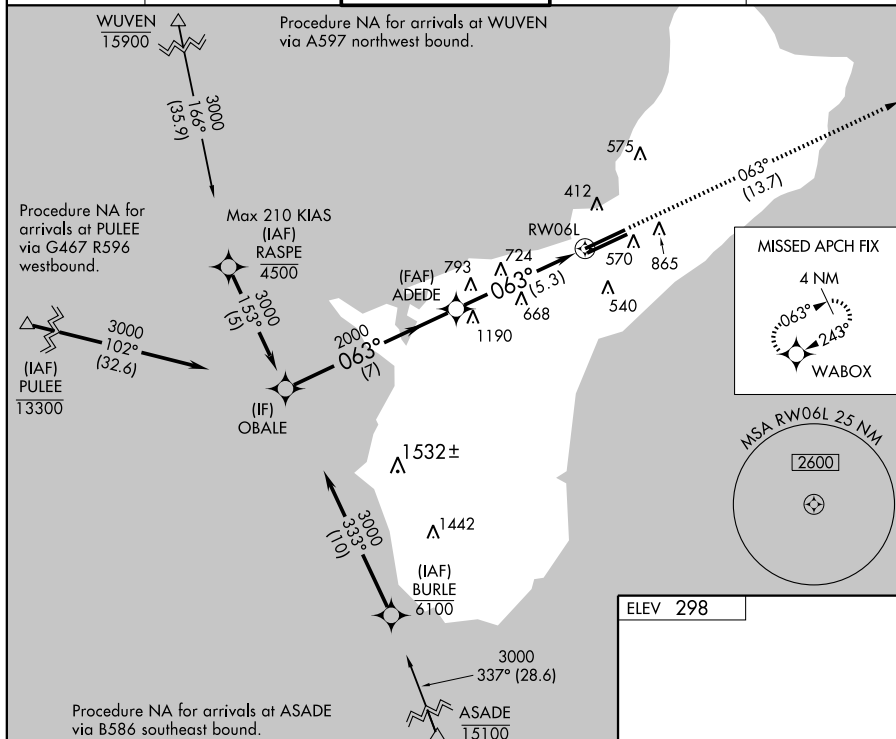 WUVEN
15900
Procedure NA for arrivals at WUVEN
via A597 northwest bound.
3000
166°
(35.9)
575
063°
(13.7)
412
Procedure NA for
arrivals at PULEE
via G467 R596
westbound.
Max 210 KIAS
(IAF)
RASPE
4500
RW06L
570
865
MISSED APCH FIX
4 NM
063°
243°
WABOX
(FAF)
ADEDE
793
724
063°
(5.3)
668
540
1190
3000
153°
(5)
3000
102°
(32.6)
(IAF)
PULEE
13300
2000
063°
(7)
(IF)
OBALE
MSA RW06L 25 NM
2600
1532 ±
1442
3000
333°
(10)
(IAF)
BURLE
6100
ELEV 298
3000
337° (28.6)
Procedure NA for arrivals at ASADE
via B586 southeast bound.
ASADE
15100